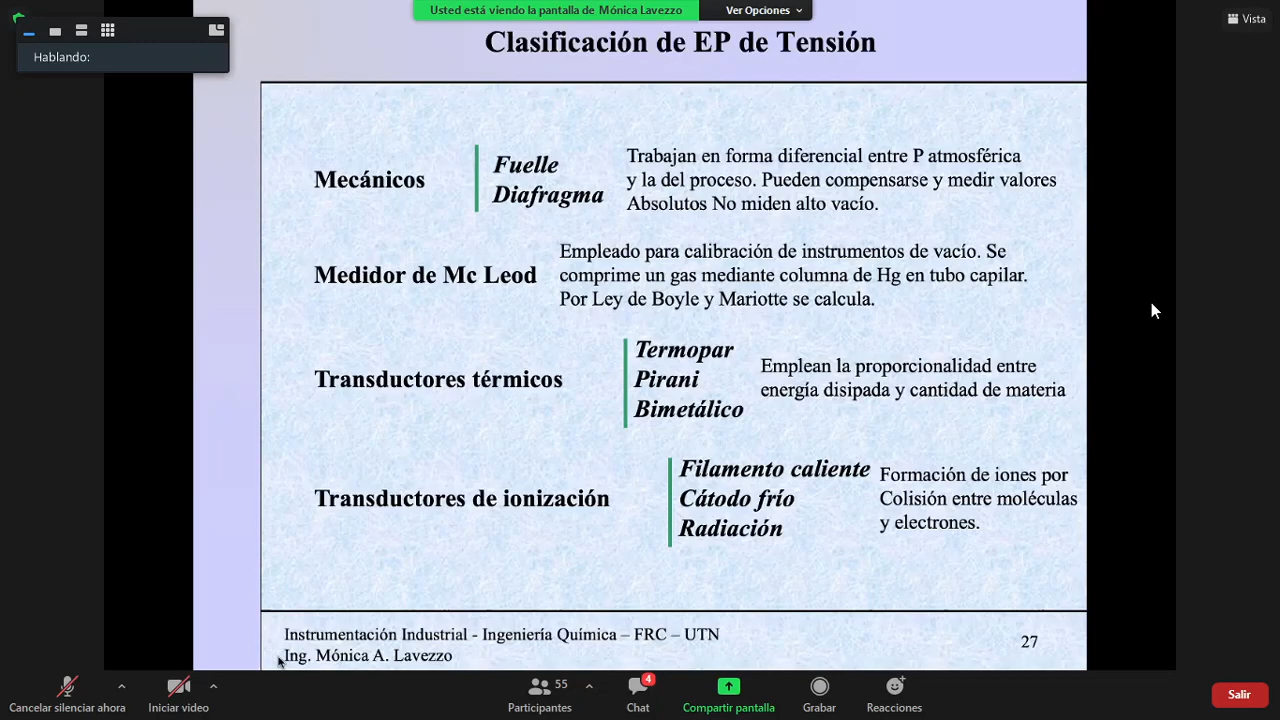 Usted está viendo la pantalla de Mónica Lavezzo
Ver Opciones
Vista
Hablando:
Clasificación de EP de Tensión
Mecánicos
Fuelle
Diafragma
Trabajan en forma diferencial entre P atmosférica
y la del proceso. Pueden compensarse y medir valores
Absolutos No miden alto vacío.
Medidor de Mc Leod
Empleado para calibración de instrumentos de vacío. Se
comprime un gas mediante columna de Hg en tubo capilar.
Por Ley de Boyle y Mariotte se calcula.
Transductores térmicos
Termopar
Pirani
Bimetálico
Emplean la proporcionalidad entre
energía disipada y cantidad de materia
Transductores de ionización
Filamento caliente
Cátodo frío
Radiación
Formación de iones por
Colisión entre moléculas
y electrones.
Instrumentación Industrial - Ingeniería Química – FRC – UTN
Ing. Mónica A. Lavezzo
27
Cancelar silenciar ahora
Iniciar video
55
Participantes
4
Chat
Compartir pantalla
Grabar
Reacciones
Salir